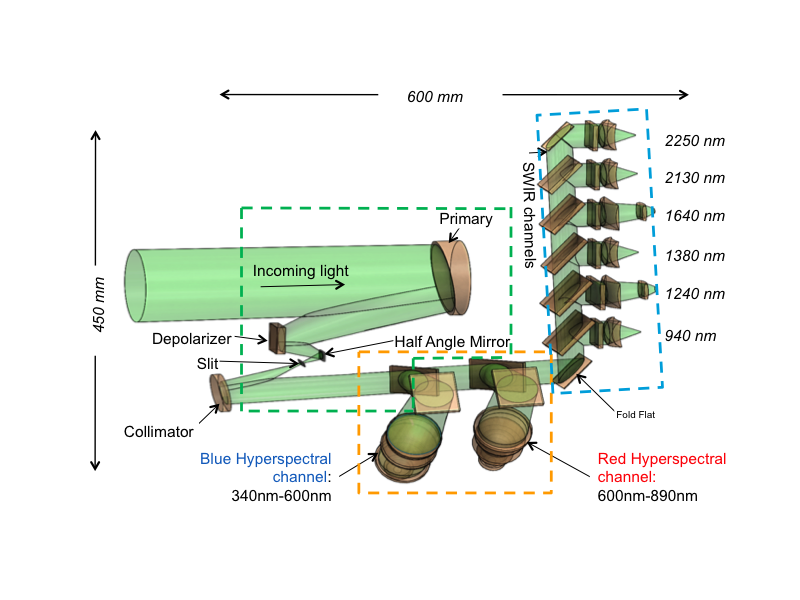 600 mm
450 mm
2250 nm
2130 nm
1640 nm
1380 nm
1240 nm
940 nm
SWIR channels
Primary
Incoming light
Depolarizer
Half Angle Mirror
Slit
Collimator
Fold Flat
Blue Hyperspectral
channel:
340nm-600nm
Red Hyperspectral
channel:
600nm-890nm